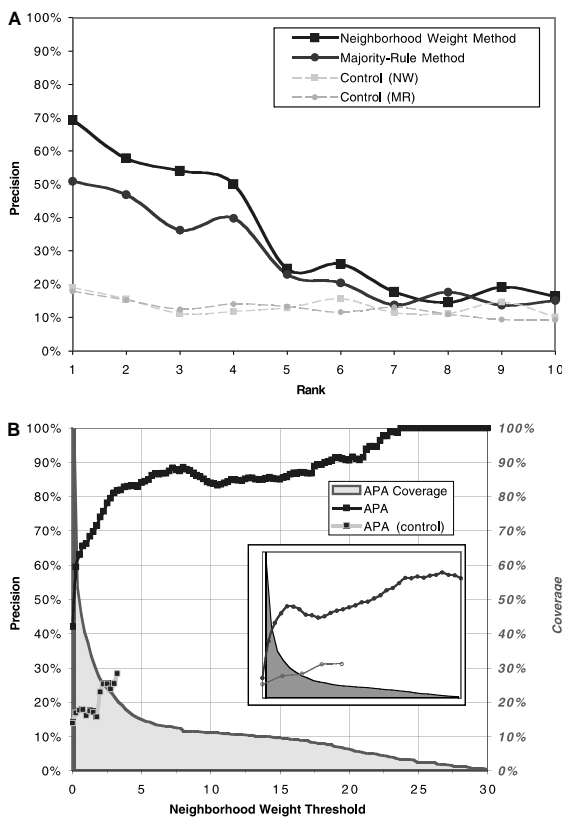 A
100%
90%
80%
70%
60%
50%
40%
30%
20%
10%
0%
Precision
Neighborhood Weight Method
Majority-Rule Method
Control (NW)
Control (MR)
1 2 3 4 5 6 7 8 9 10
Rank
B
100%
90%
80%
70%
60%
50%
40%
30%
20%
10%
0%
Precision
APA Coverage
APA
APA (control)
100%
90%
80%
70%
60%
50%
40%
30%
20%
10%
0%
Coverage
0 5 10 15 20 25 30
Neighborhood Weight Threshold